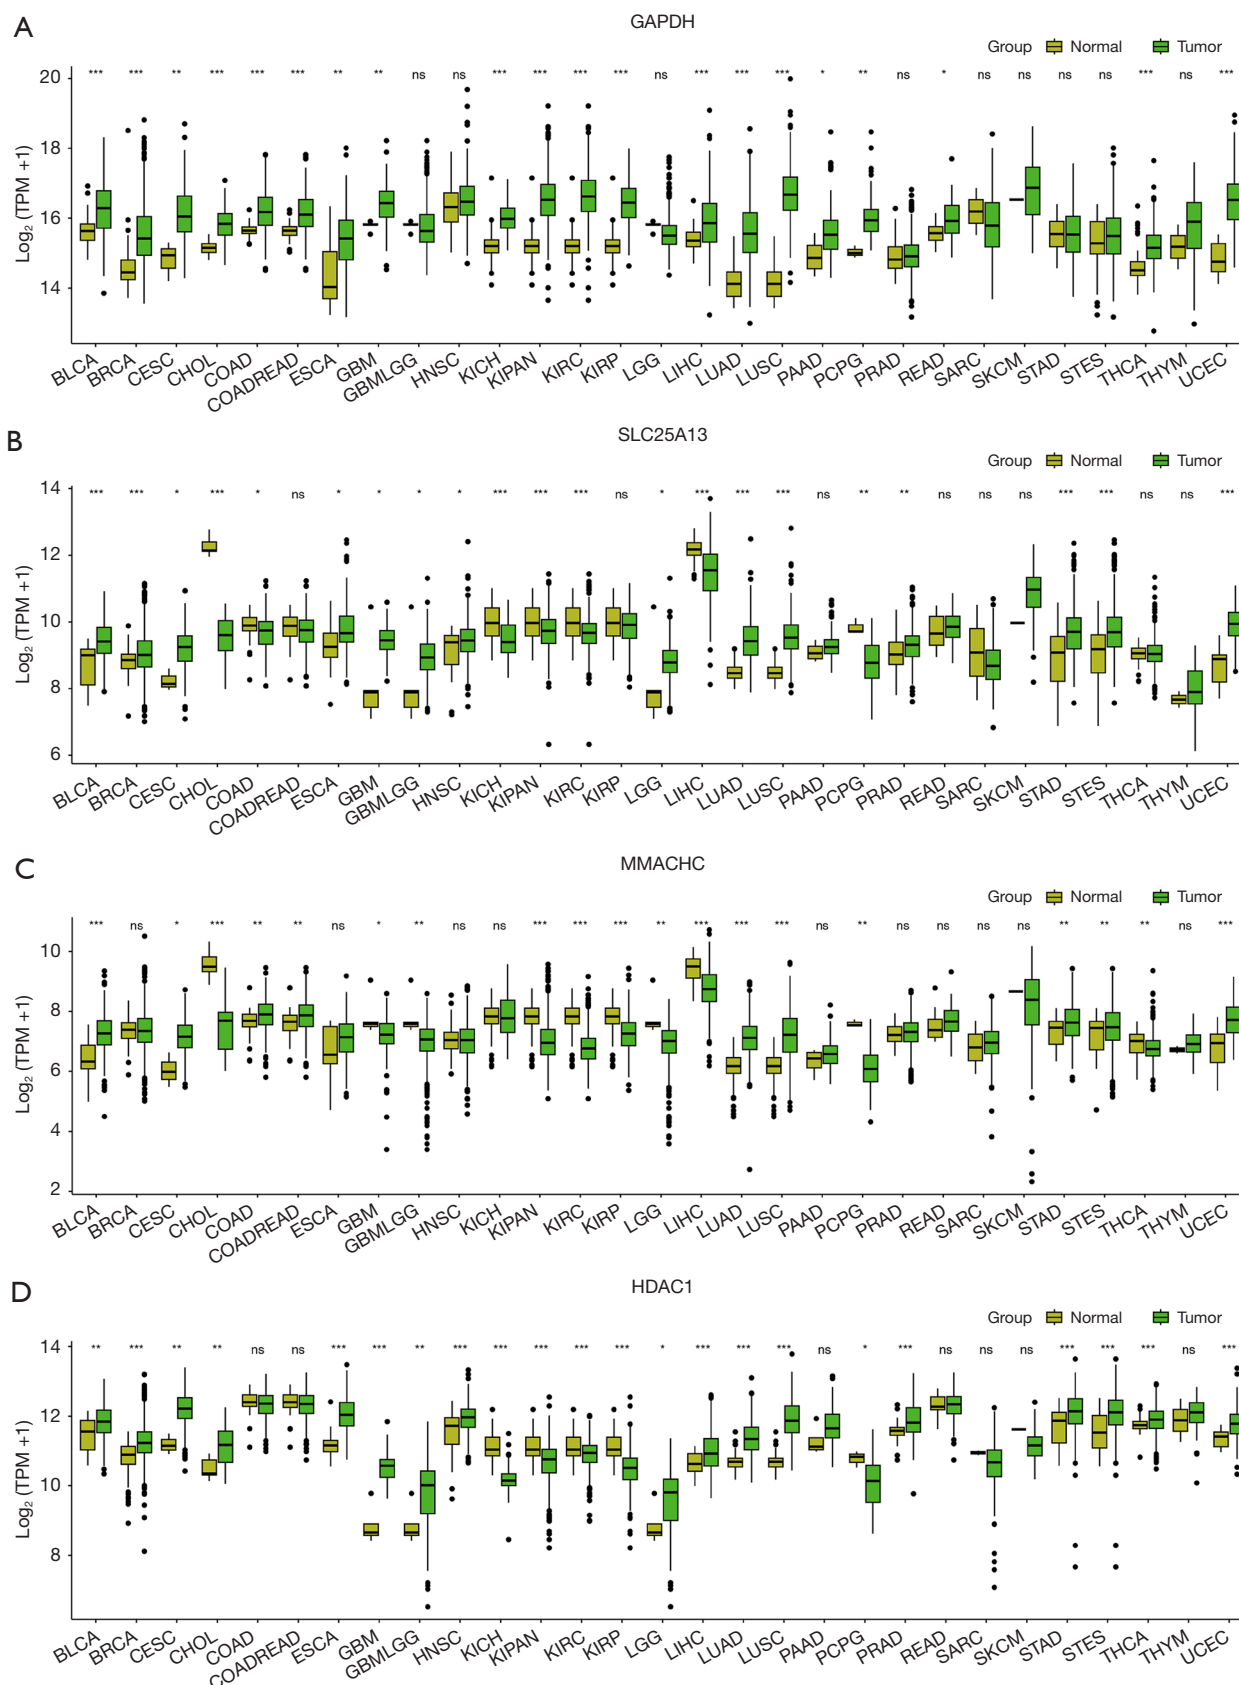 A
GAPDH
Group Normal Tumor
*** *** ** *** *** *** ** ** ns ns *** *** *** *** ns *** *** *** * ** ns * ns ns ns ns *** ns ***
20
18
16
14
Log₂ (TPM +1)
BLCA BRCA CESC CHOL COAD COADREAD ESCA GBM GBMLGG HNSC KICH KIPAN KIRC KIRP LGG LIHC LUAD LUSC PAAD PCPG PRAD READ SARC SKCM STAD STES THCA THYM UCEC
B
SLC25A13
Group Normal Tumor
*** *** * *** * ns * * * * *** *** *** ns * *** *** *** ns ** ** ns ns ns *** *** ns ns ***
14
12
10
8
6
Log₂ (TPM +1)
BLCA BRCA CESC CHOL COAD COADREAD ESCA GBM GBMLGG HNSC KICH KIPAN KIRC KIRP LGG LIHC LUAD LUSC PAAD PCPG PRAD READ SARC SKCM STAD STES THCA THYM UCEC
C
MMACHC
Group Normal Tumor
*** ns * *** ** ** ns * ** ns ns *** *** *** ** *** *** *** ns ** ns ns ns ns ** ** ** ns ***
10
8
6
4
2
Log₂ (TPM +1)
BLCA BRCA CESC CHOL COAD COADREAD ESCA GBM GBMLGG HNSC KICH KIPAN KIRC KIRP LGG LIHC LUAD LUSC PAAD PCPG PRAD READ SARC SKCM STAD STES THCA THYM UCEC
D
HDAC1
Group Normal Tumor
** *** ** ** ns ns *** *** ** *** *** *** *** *** * *** *** *** ns * *** ns ns ns *** *** *** ns ***
14
12
10
8
Log₂ (TPM +1)
BLCA BRCA CESC CHOL COAD COADREAD ESCA GBM GBMLGG HNSC KICH KIPAN KIRC KIRP LGG LIHC LUAD LUSC PAAD PCPG PRAD READ SARC SKCM STAD STES THCA THYM UCEC